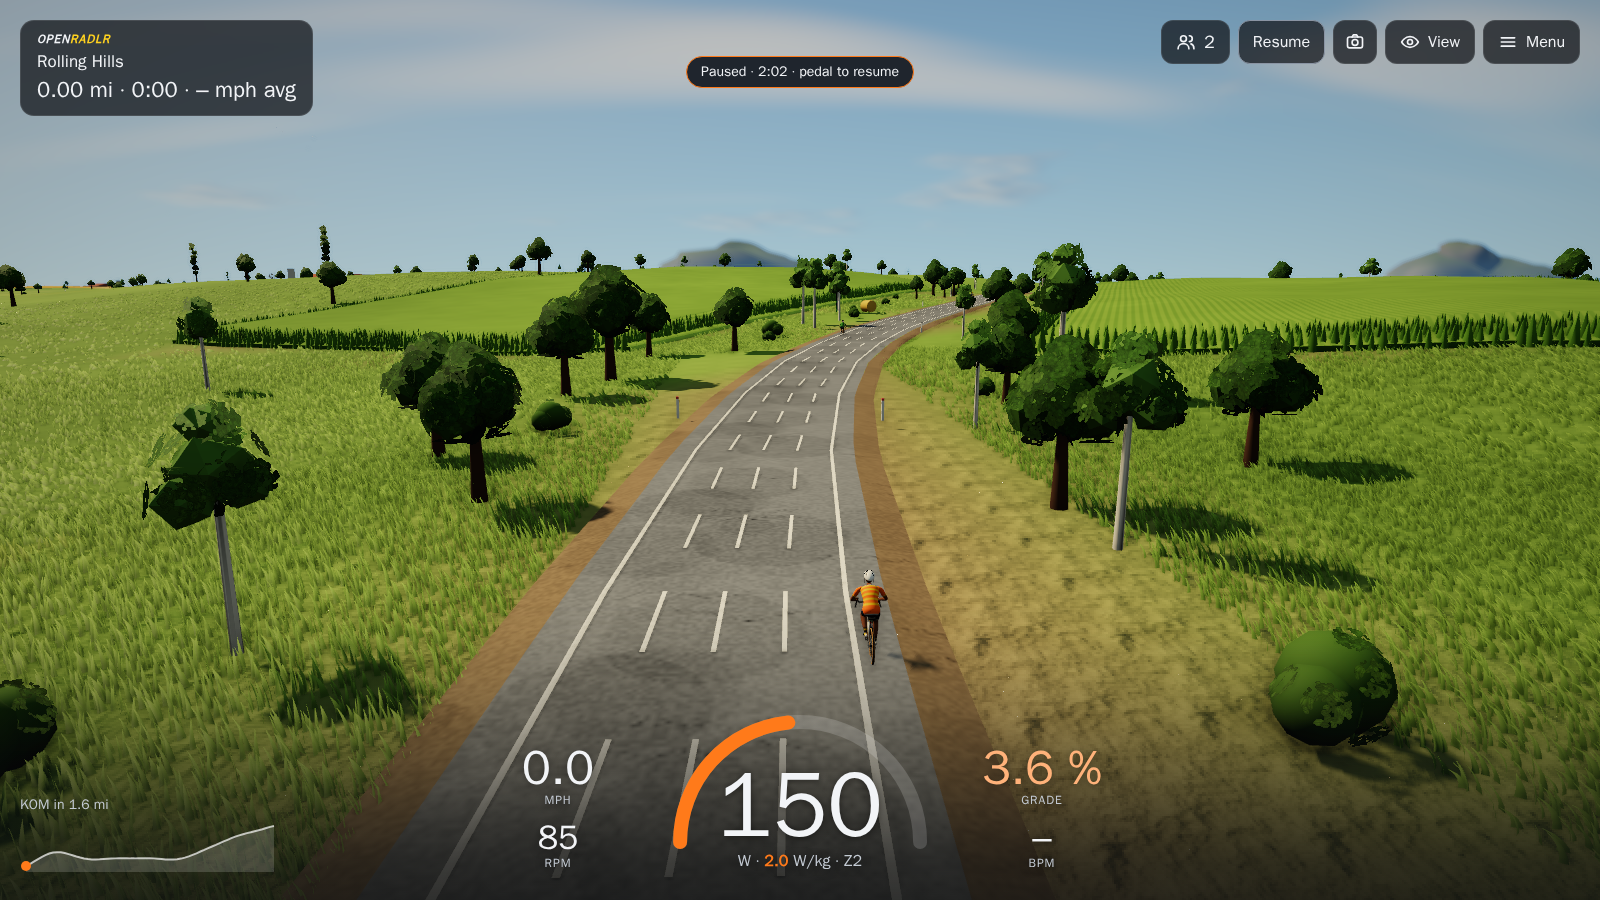 OPENRADLR
Rolling Hills
0.00 mi · 0:00 · – mph avg
Paused · 2:02 · pedal to resume
2
Resume
View
Menu
KOM in 1.6 mi
0.0
MPH
85
RPM
150
W · 2.0 W/kg · Z2
3.6 %
GRADE
–
BPM